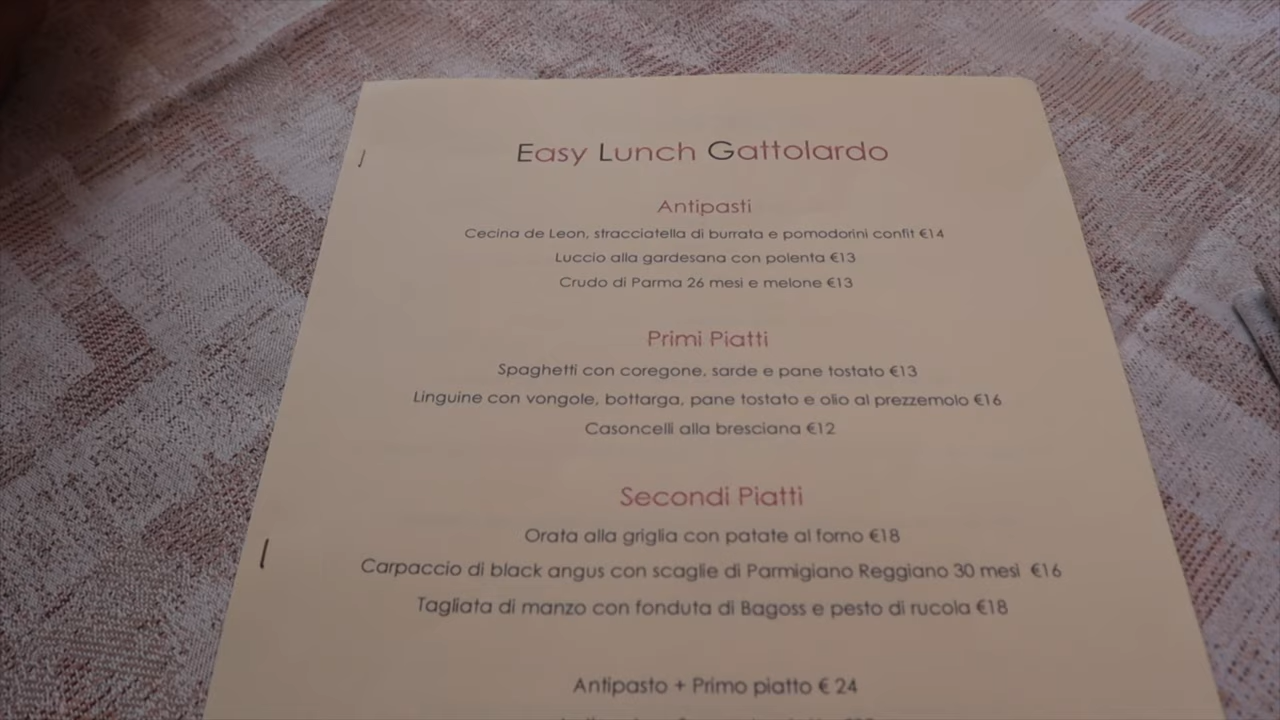 Easy Lunch Gattolardo
Antipasti
Cecina de Leon, stracciatella di burrata e pomodorini confit €14
Luccio alla gardesana con polenta €13
Crudo di Parma 26 mesi e melone €13
Primi Piatti
Spaghetti con coregone, sarde e pane tostato €13
Linguine con vongole, bottarga, pane tostato e olio al prezzemolo €16
Casoncelli alla bresciana €12
Secondi Piatti
Orata alla griglia con patate al forno €18
Carpaccio di black angus con scaglie di Parmigiano Reggiano 30 mesi €16
Tagliata di manzo con fonduta di Bagoss e pesto di rucola €18
Antipasto + Primo piatto € 24